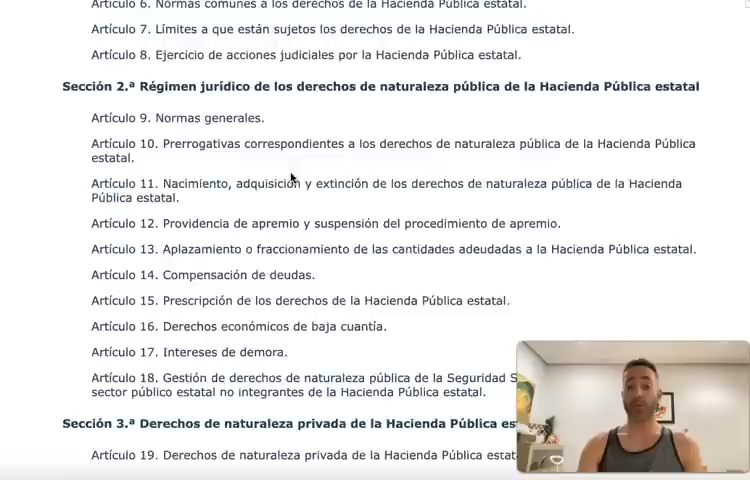 Artículo 6. Normas comunes a los derechos de la Hacienda Pública estatal.
Artículo 7. Límites a que están sujetos los derechos de la Hacienda Pública estatal.
Artículo 8. Ejercicio de acciones judiciales por la Hacienda Pública estatal.
Sección 2.ª Régimen jurídico de los derechos de naturaleza pública de la Hacienda Pública estatal
Artículo 9. Normas generales.
Artículo 10. Prerrogativas correspondientes a los derechos de naturaleza pública de la Hacienda Pública
estatal.
Artículo 11. Nacimiento, adquisición y extinción de los derechos de naturaleza pública de la Hacienda
Pública estatal.
Artículo 12. Providencia de apremio y suspensión del procedimiento de apremio.
Artículo 13. Aplazamiento o fraccionamiento de las cantidades adeudadas a la Hacienda Pública estatal.
Artículo 14. Compensación de deudas.
Artículo 15. Prescripción de los derechos de la Hacienda Pública estatal.
Artículo 16. Derechos económicos de baja cuantía.
Artículo 17. Intereses de demora.
Artículo 18. Gestión de derechos de naturaleza pública de la Seguridad S
sector público estatal no integrantes de la Hacienda Pública estatal.
Sección 3.ª Derechos de naturaleza privada de la Hacienda Pública es
Artículo 19. Derechos de naturaleza privada de la Hacienda Pública estat